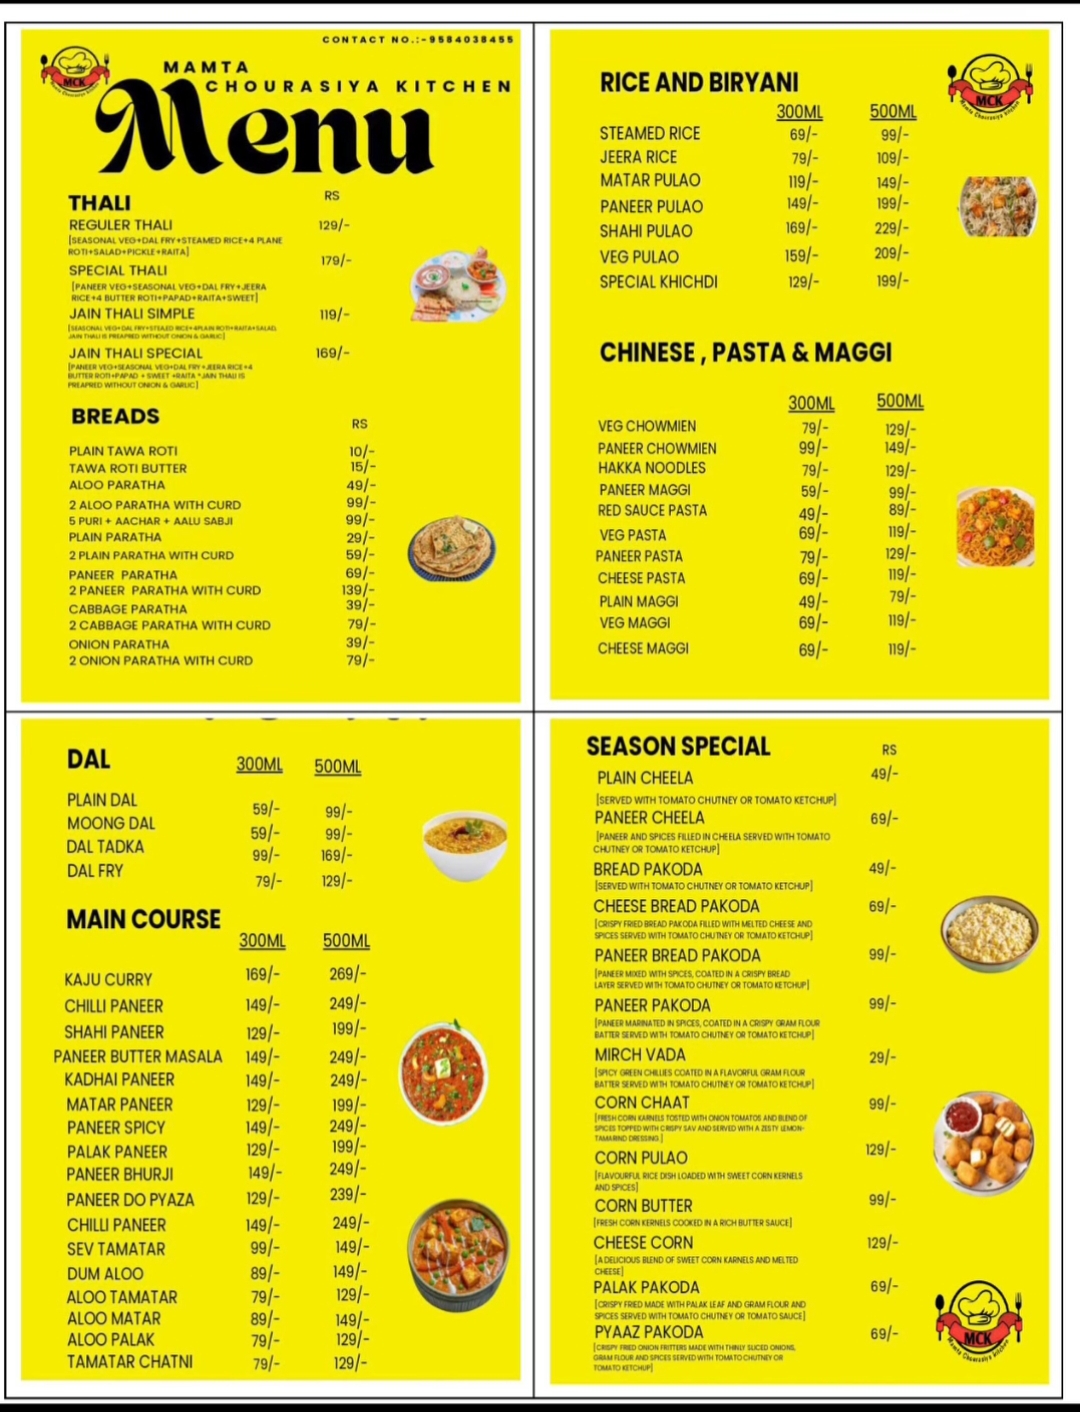 CONTACT NO.:-9584038455
MCK
MAMTA
CHOURASIYA KITCHEN
Menu
THALI RS
REGULER THALI 129/-
[SEASONAL VEG+DAL FRY+STEAMED RICE+4 PLANE
ROTI+SALAD+PICKLE+RAITA]
SPECIAL THALI 179/-
[PANEER VEG+SEASONAL VEG+DAL FRY+JEERA
RICE+4 BUTTER ROTI+PAPAD+RAITA+SWEET]
JAIN THALI SIMPLE 119/-
[SEASONAL VEG+DAL FRY+STEAJED RICE+4PLAIN ROTI+RAITA+SALAD,
JAIN THALI IS PREAPRED WITHOUT ONION & GARLIC]
JAIN THALI SPECIAL 169/-
[PANEER VEG+SEASONAL VEG+DAL FRY+JEERA RICE+4
BUTTER ROTI+PAPAD + SWEET +RAITA *JAIN THALI IS
PREAPRED WITHOUT ONION & GARLIC]
BREADS RS
PLAIN TAWA ROTI 10/-
TAWA ROTI BUTTER 15/-
ALOO PARATHA 49/-
2 ALOO PARATHA WITH CURD 99/-
5 PURI + AACHAR + AALU SABJI 99/-
PLAIN PARATHA 29/-
2 PLAIN PARATHA WITH CURD 59/-
PANEER PARATHA 69/-
2 PANEER PARATHA WITH CURD 139/-
CABBAGE PARATHA 39/-
2 CABBAGE PARATHA WITH CURD 79/-
ONION PARATHA 39/-
2 ONION PARATHA WITH CURD 79/-
RICE AND BIRYANI
MCK
Mamta Chourasiya kitchen
300ML 500ML
STEAMED RICE 69/- 99/-
JEERA RICE 79/- 109/-
MATAR PULAO 119/- 149/-
PANEER PULAO 149/- 199/-
SHAHI PULAO 169/- 229/-
VEG PULAO 159/- 209/-
SPECIAL KHICHDI 129/- 199/-
CHINESE , PASTA & MAGGI
300ML 500ML
VEG CHOWMIEN 79/- 129/-
PANEER CHOWMIEN 99/- 149/-
HAKKA NOODLES 79/- 129/-
PANEER MAGGI 59/- 99/-
RED SAUCE PASTA 49/- 89/-
VEG PASTA 69/- 119/-
PANEER PASTA 79/- 129/-
CHEESE PASTA 69/- 119/-
PLAIN MAGGI 49/- 79/-
VEG MAGGI 69/- 119/-
CHEESE MAGGI 69/- 119/-
DAL 300ML 500ML
PLAIN DAL 59/- 99/-
MOONG DAL 59/- 99/-
DAL TADKA 99/- 169/-
DAL FRY 79/- 129/-
MAIN COURSE
300ML 500ML
KAJU CURRY 169/- 269/-
CHILLI PANEER 149/- 249/-
SHAHI PANEER 129/- 199/-
PANEER BUTTER MASALA 149/- 249/-
KADHAI PANEER 149/- 249/-
MATAR PANEER 129/- 199/-
PANEER SPICY 149/- 249/-
PALAK PANEER 129/- 199/-
PANEER BHURJI 149/- 249/-
PANEER DO PYAZA 129/- 239/-
CHILLI PANEER 149/- 249/-
SEV TAMATAR 99/- 149/-
DUM ALOO 89/- 149/-
ALOO TAMATAR 79/- 129/-
ALOO MATAR 89/- 149/-
ALOO PALAK 79/- 129/-
TAMATAR CHATNI 79/- 129/-
SEASON SPECIAL RS
PLAIN CHEELA 49/-
[SERVED WITH TOMATO CHUTNEY OR TOMATO KETCHUP]
PANEER CHEELA 69/-
[PANEER AND SPICES FILLED IN CHEELA SERVED WITH TOMATO
CHUTNEY OR TOMATO KETCHUP]
BREAD PAKODA 49/-
[SERVED WITH TOMATO CHUTNEY OR TOMATO KETCHUP]
CHEESE BREAD PAKODA 69/-
[CRISPY FRIED BREAD PAKODA FILLED WITH MELTED CHEESE AND
SPICES SERVED WITH TOMATO CHUTNEY OR TOMATO KETCHUP]
PANEER BREAD PAKODA 99/-
[PANEER MIXED WITH SPICES, COATED IN A CRISPY BREAD
LAYER SERVED WITH TOMATO CHUTNEY OR TOMATO KETCHUP]
PANEER PAKODA 99/-
[PANEER MARINATED IN SPICES, COATED IN A CRISPY GRAM FLOUR
BATTER SERVED WITH TOMATO CHUTNEY OR TOMATO KETCHUP]
MIRCH VADA 29/-
[SPICY GREEN CHILLIES COATED IN A FLAVORFUL GRAM FLOUR
BATTER SERVED WITH TOMATO CHUTNEY OR TOMATO KETCHUP]
CORN CHAAT 99/-
[FRESH CORN KARNELS TOSTED WITH ONION TOMATOS AND BLEND OF
SPICES TOPPED WITH CRISPY SAV AND SERVED WITH A ZESTY LEMON-
TAMARIND DRESSING ]
CORN PULAO 129/-
[FLAVOURFUL RICE DISH LOADED WITH SWEET CORN KERNELS
AND SPICES]
CORN BUTTER 99/-
[FRESH CORN KERNELS COOKED IN A RICH BUTTER SAUCE]
CHEESE CORN 129/-
[A DELICIOUS BLEND OF SWEET CORN KARNELS AND MELTED
CHEESE]
PALAK PAKODA 69/-
[CRISPY FRIED MADE WITH PALAK LEAF AND GRAM FLOUR AND
SPICES SERVED WITH TOMATO CHUTNEY OR TOMATO SAUCE]
PYAAZ PAKODA 69/-
[CRISPY FRIED ONION FRITTERS MADE WITH THINLY SLICED ONIONS,
GRAM FLOUR AND SPICES SERVED WITH TOMATO CHUTNEY OR
TOMATO KETCHUP]
MCK
Mamta Chourasiya kitchen